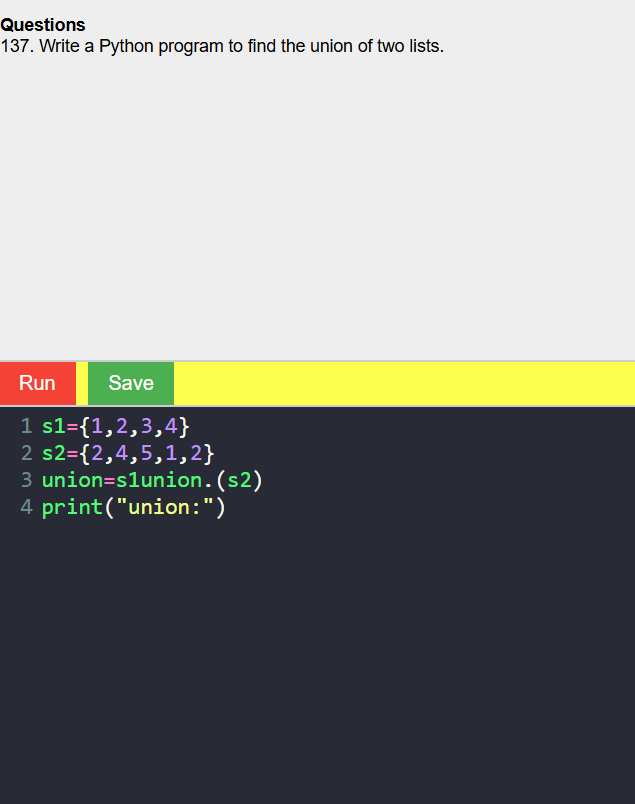 Questions
137. Write a Python program to find the union of two lists.
Run Save
1 s1={1,2,3,4}
2 s2={2,4,5,1,2}
3 union=s1union.(s2)
4 print("union:")